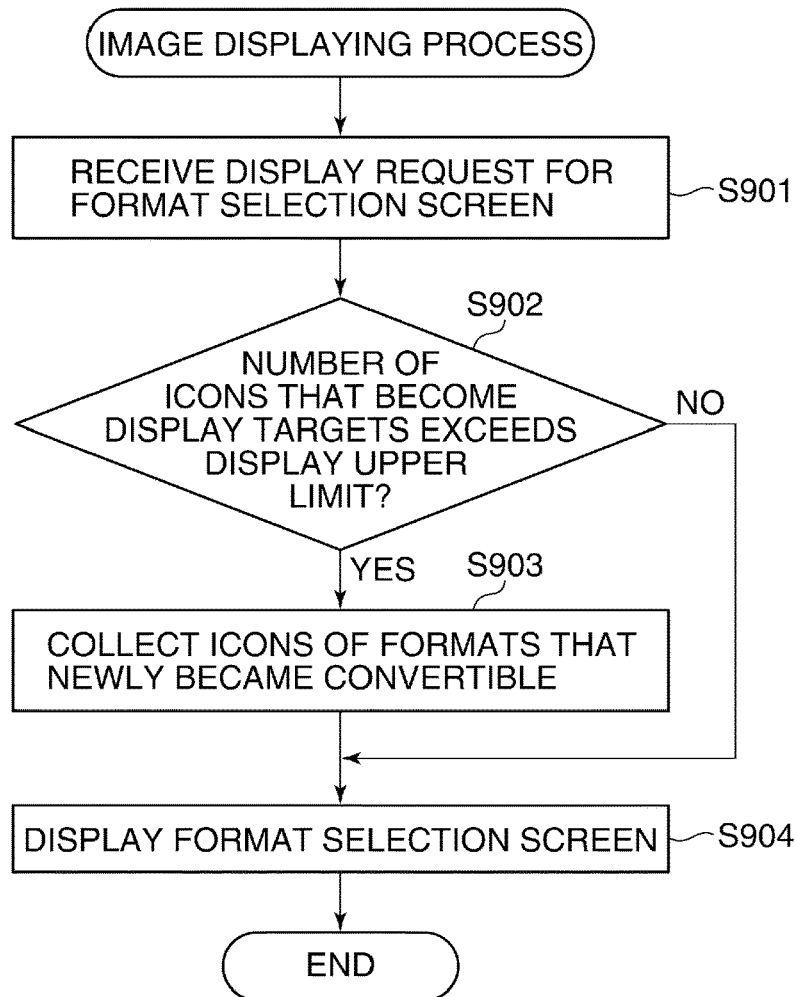 IMAGE DISPLAYING PROCESS
RECEIVE DISPLAY REQUEST FOR
FORMAT SELECTION SCREEN
S901
S902
NUMBER OF
ICONS THAT BECOME
DISPLAY TARGETS EXCEEDS
DISPLAY UPPER
LIMIT?
NO
YES
S903
COLLECT ICONS OF FORMATS THAT
NEWLY BECAME CONVERTIBLE
DISPLAY FORMAT SELECTION SCREEN
S904
END